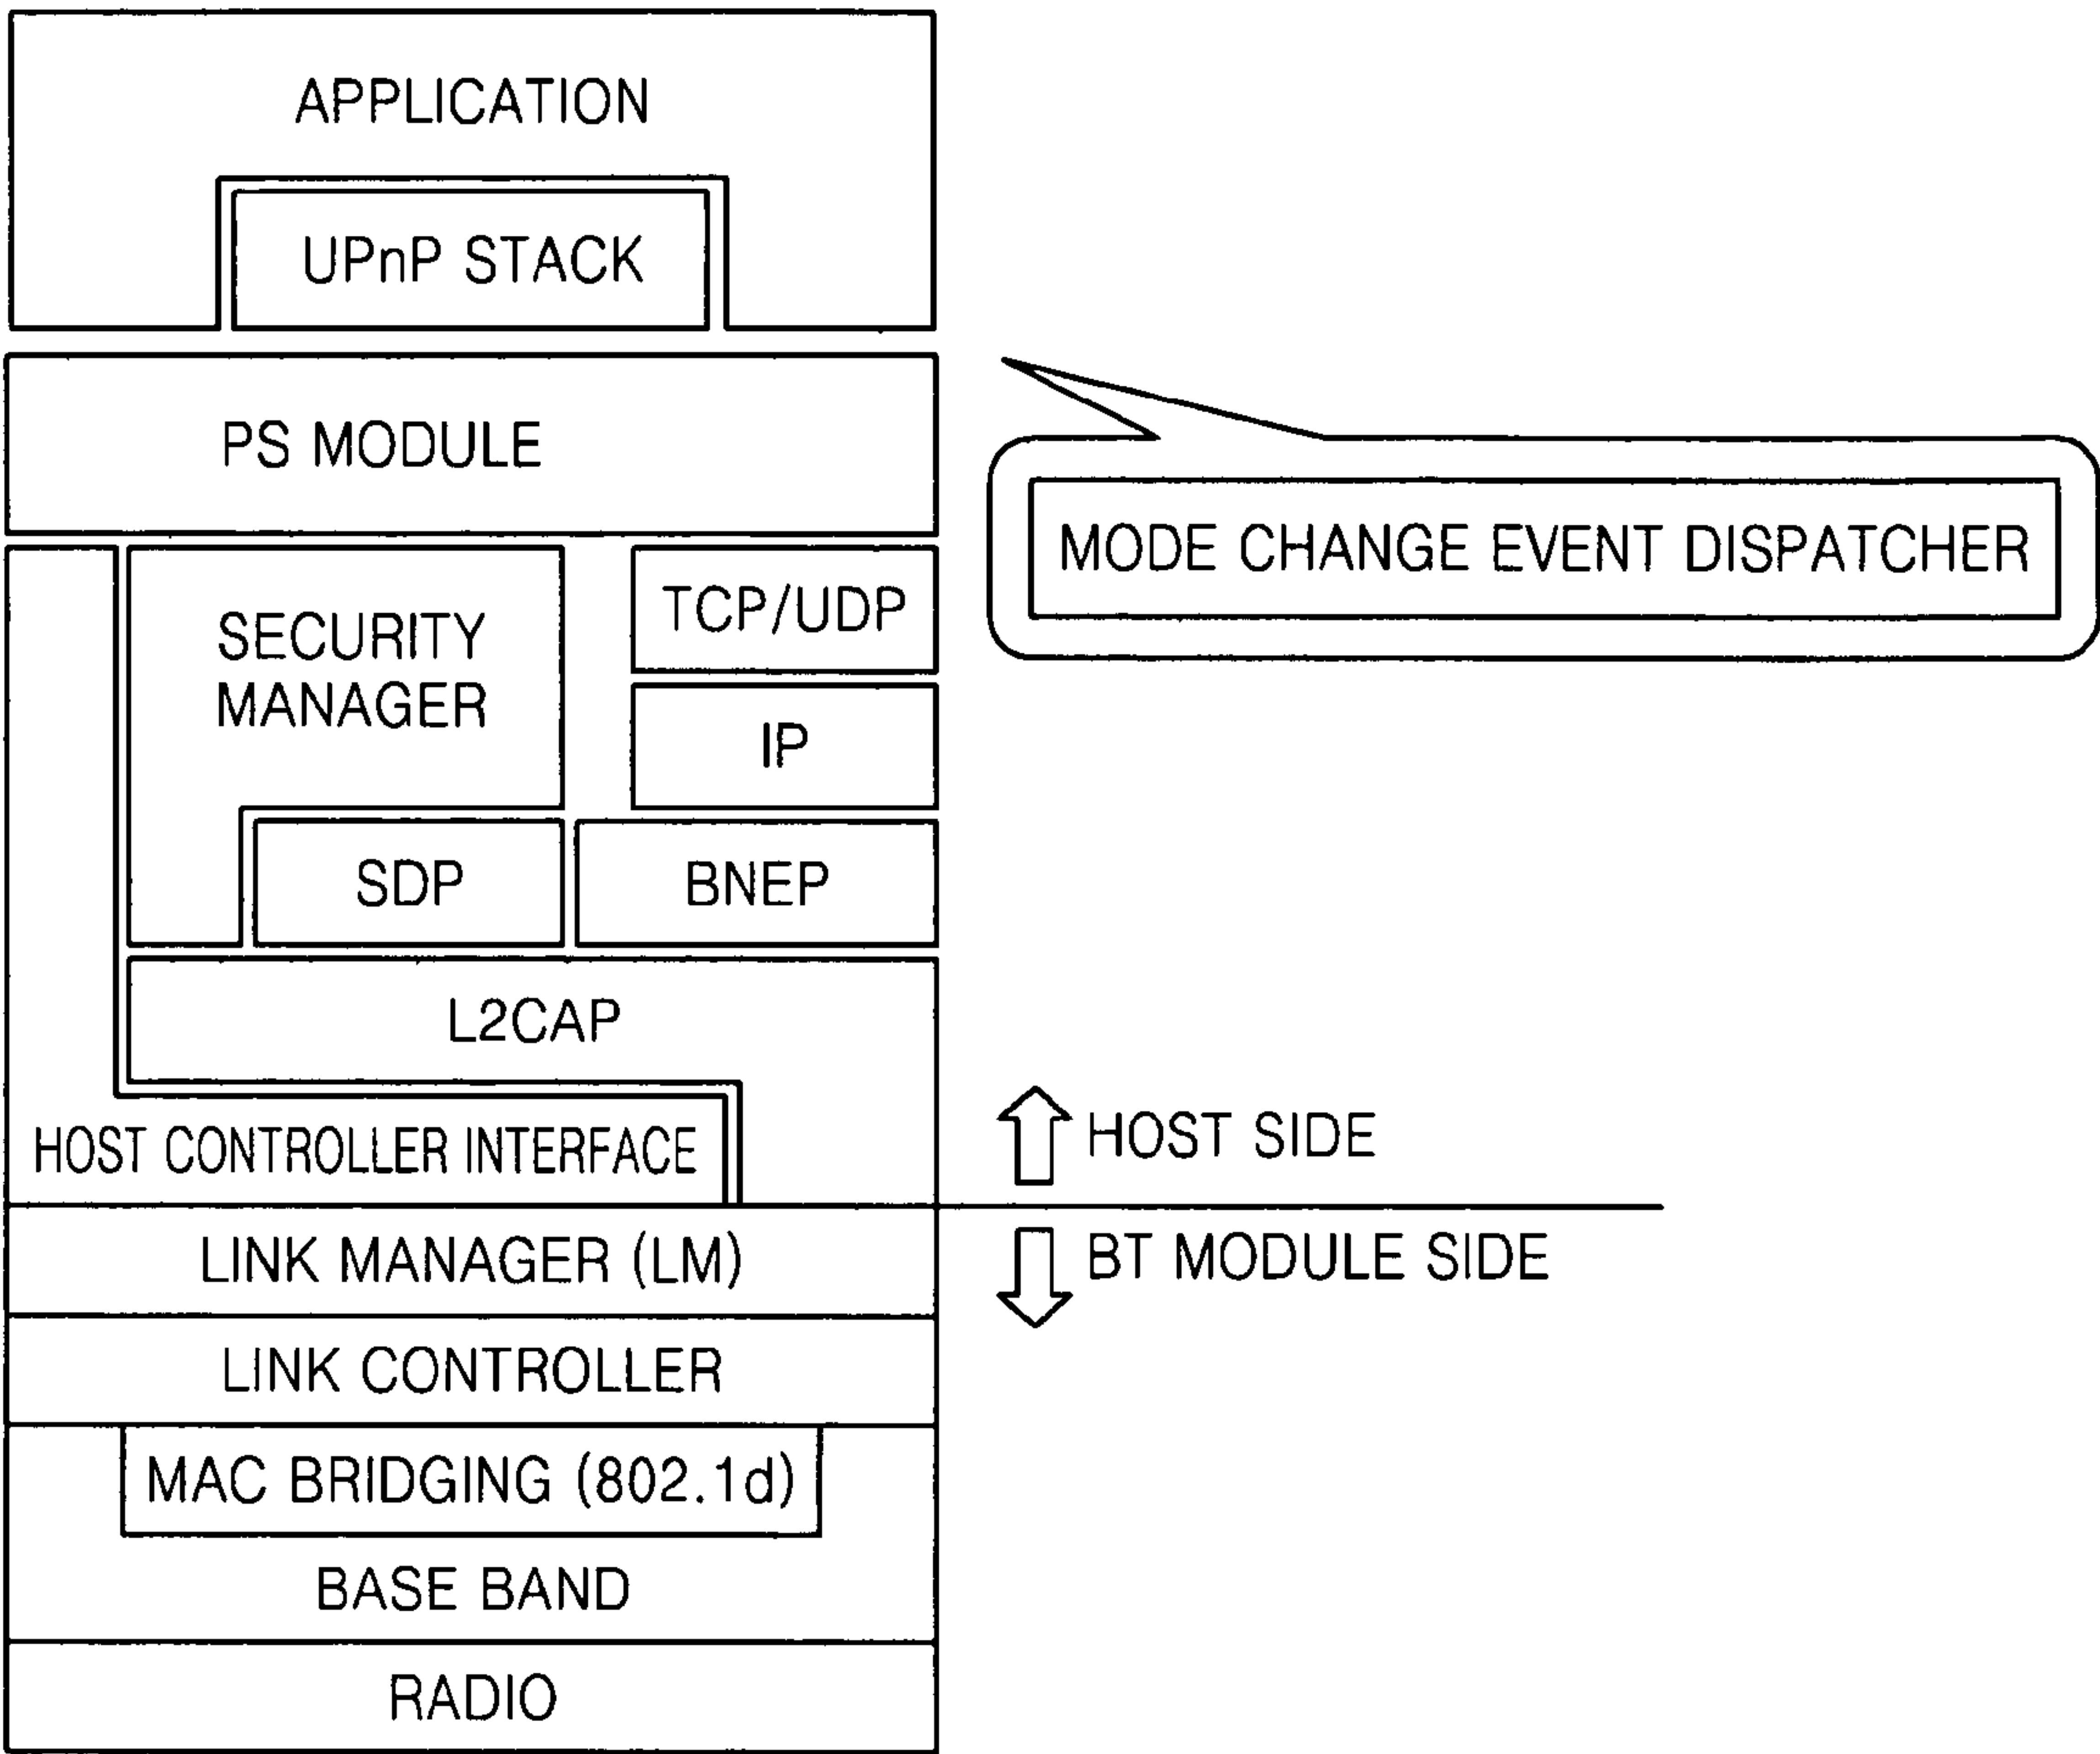 APPLICATION
UPnP STACK
PS MODULE
MODE CHANGE EVENT DISPATCHER
SECURITY
MANAGER
TCP/UDP
IP
SDP
BNEP
L2CAP
HOST CONTROLLER INTERFACE
HOST SIDE
LINK MANAGER (LM)
BT MODULE SIDE
LINK CONTROLLER
MAC BRIDGING (802.1d)
BASE BAND
RADIO